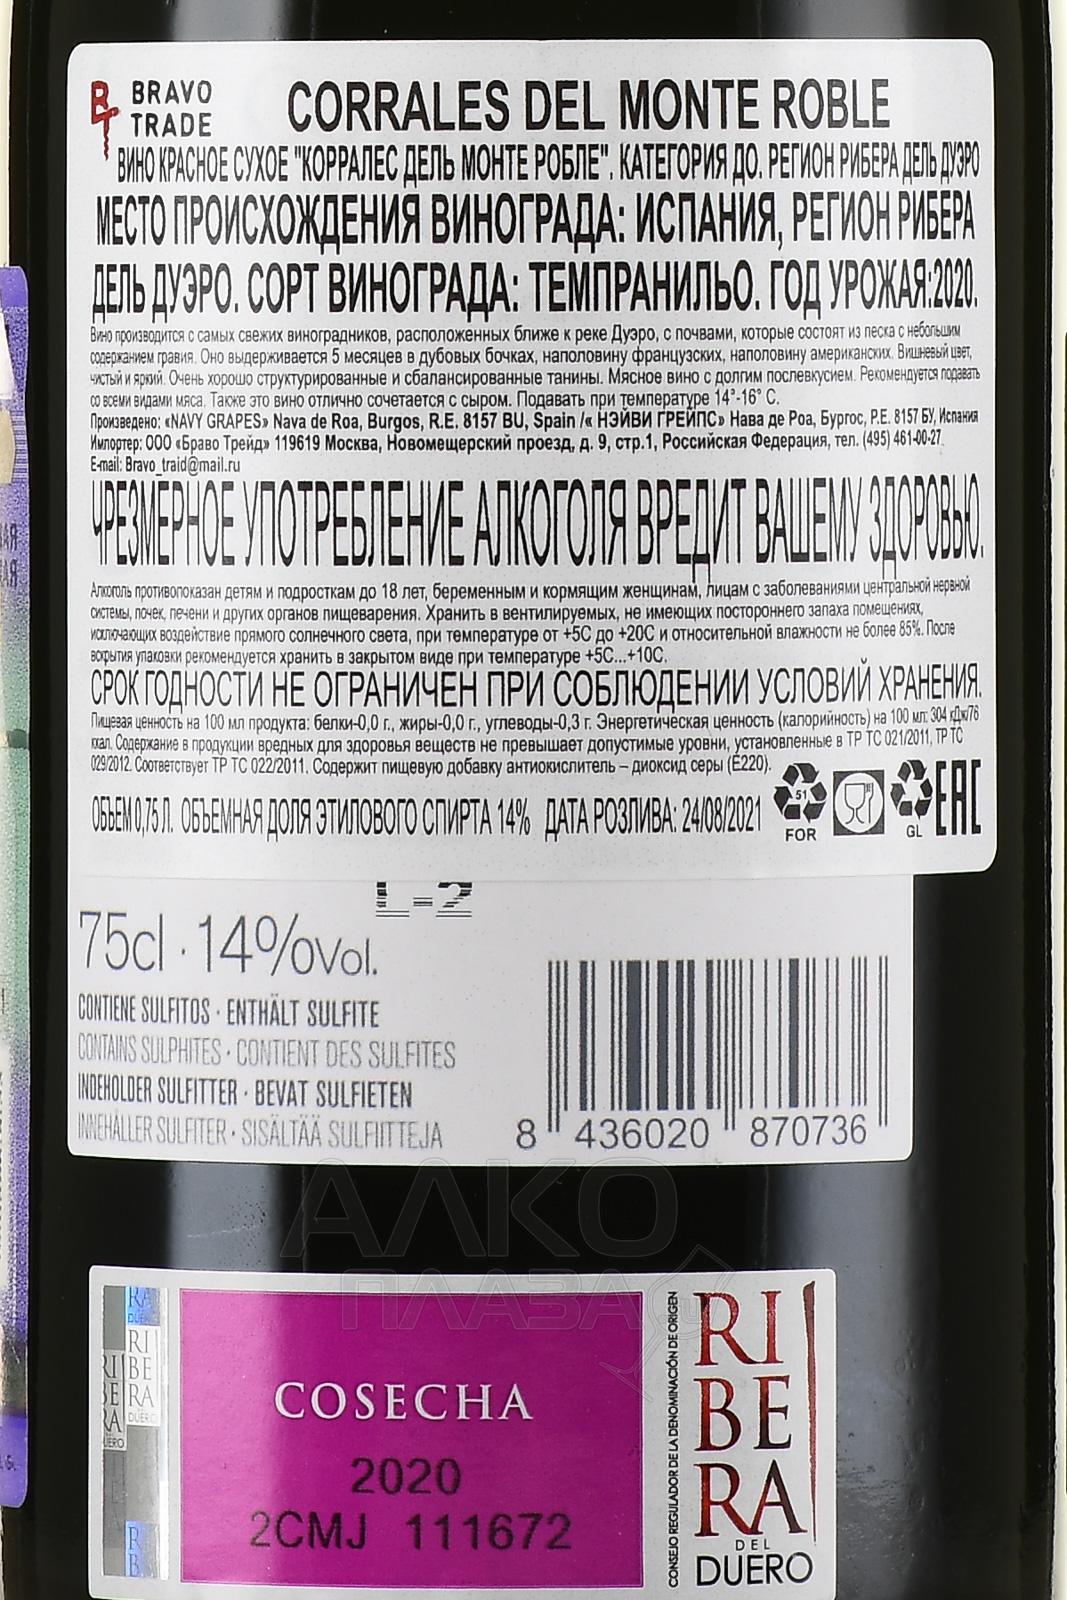 BRAVO TRADE
CORRALES DEL MONTE ROBLE
ВИНО КРАСНОЕ СУХОЕ "КОРРАЛЕС ДЕЛЬ МОНТЕ РОБЛЕ". КАТЕГОРИЯ ДО. РЕГИОН РИБЕРА ДЕЛЬ ДУЭРО
МЕСТО ПРОИСХОЖДЕНИЯ ВИНОГРАДА: ИСПАНИЯ, РЕГИОН РИБЕРА
ДЕЛЬ ДУЭРО. СОРТ ВИНОГРАДА: ТЕМПРАНИЛЬО. ГОД УРОЖАЯ:2020.
Вино производится с самых свежих виноградников, расположенных ближе к реке Дуэро, с почвами, которые состоят из песка с небольшим
содержанием гравия. Оно выдерживается 5 месяцев в дубовых бочках, наполовину французских, наполовину американских. Вишневый цвет,
чистый и яркий. Очень хорошо структурированные и сбалансированные танины. Мясное вино с долгим послевкусием. Рекомендуется подавать
со всеми видами мяса. Также это вино отлично сочетается с сыром. Подавать при температуре 14°-16° С.
Произведено: «NAVY GRAPES» Nava de Roa, Burgos, R.E. 8157 BU, Spain /« НЭЙВИ ГРЕЙПС» Нава де Роа, Бургос, Р.Е. 8157 БУ, Испания
Импортер: ООО «Браво Трейд» 119619 Москва, Новомещерский проезд, д. 9, стр.1, Российская Федерация, тел. (495) 461-00-27
E-mail: Bravo_traid@mail.ru
ЧРЕЗМЕРНОЕ УПОТРЕБЛЕНИЕ АЛКОГОЛЯ ВРЕДИТ ВАШЕМУ ЗДОРОВЬЮ.
Алкоголь противопоказан детям и подросткам до 18 лет, беременным и кормящим женщинам, лицам с заболеваниями центральной нервной
системы, почек, печени и других органов пищеварения. Хранить в вентилируемых, не имеющих постороннего запаха помещениях,
исключающих воздействие прямого солнечного света, при температуре от +5С до +20С и относительной влажности не более 85%. После
вскрытия упаковки рекомендуется хранить в закрытом виде при температуре +5С...+10С.
СРОК ГОДНОСТИ НЕ ОГРАНИЧЕН ПРИ СОБЛЮДЕНИИ УСЛОВИЙ ХРАНЕНИЯ.
Пищевая ценность на 100 мл продукта: белки-0,0 г., жиры-0,0 г., углеводы-0,3 г. Энергетическая ценность (калорийность) на 100 мл: 304 кДж/76
ккал. Содержание в продукции вредных для здоровья веществ не превышает допустимые уровни, установленные в ТР ТС 021/2011, ТР ТС
029/2012. Соответствует ТР ТС 022/2011. Содержит пищевую добавку антиокислитель – диоксид серы (Е220).
ОБЪЕМ 0,75 Л. ОБЪЕМНАЯ ДОЛЯ ЭТИЛОВОГО СПИРТА 14% ДАТА РОЗЛИВА: 24/08/2021
51 FOR
GL
EAC
L-2
75cl · 14%Vol.
CONTIENE SULFITOS · ENTHÄLT SULFITE
CONTAINS SULPHITES · CONTIENT DES SULFITES
INDEHOLDER SULFITTER · BEVAT SULFIETEN
INNEHÅLLER SULFITER · SISÄLTÄÄ SULFIITTEJA
8 436020 870736
АЛКО
ПЛАЗА
COSECHA
2020
2CMJ 111672
CONSEJO REGULADOR DE LA DENOMINACIÓN DE ORIGEN
RIBERA
DEL
DUERO